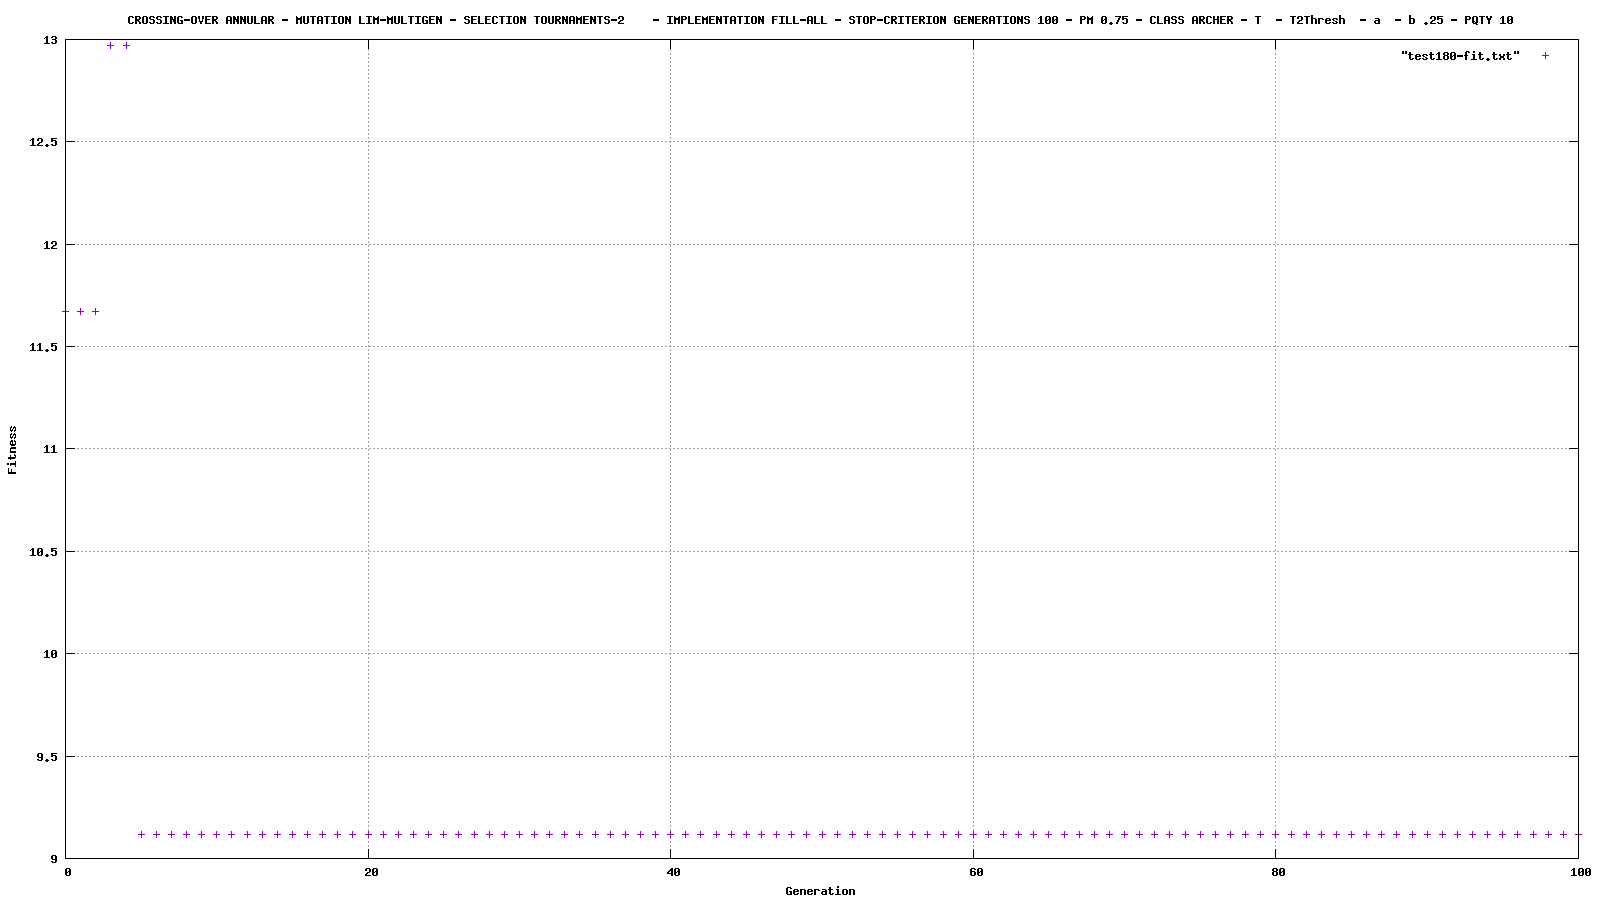 CROSSING-OVER ANNULAR - MUTATION LIM-MULTIGEN - SELECTION TOURNAMENTS-2    - IMPLEMENTATION FILL-ALL - STOP-CRITERION GENERATIONS 100 - PM 0.75 - CLASS ARCHER - T  - T2Thresh  - a  - b .25 - PQTY 10
"test180-fit.txt"
13
12.5
12
11.5
11
10.5
10
9.5
9
Fitness
0 20 40 60 80 100
Generation